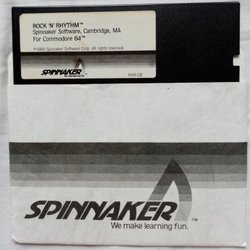 ROCK 'N' RHYTHM™
Spinnaker Software, Cambridge, MA
For Commodore 64™
©1984 Spinnaker Software Corp. All rights reserved.
SPINNAKER
SPINNAKER™
We make learning fun.